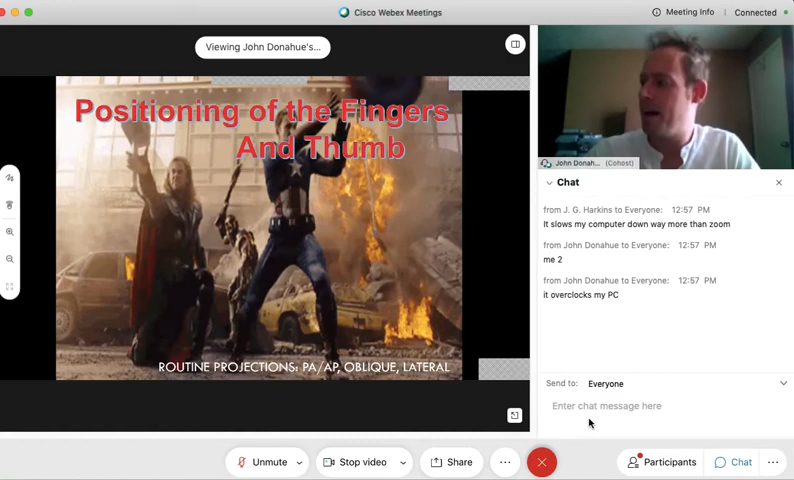 Cisco Webex Meetings
Meeting Info
Connected
Viewing John Donahue's...
Positioning of the Fingers
And Thumb
ROUTINE PROJECTIONS: PA/AP, OBLIQUE, LATERAL
John Donah... (Cohost)
Chat
from J. G. Harkins to Everyone: 12:57 PM
It slows my computer down way more than zoom
from John Donahue to Everyone: 12:57 PM
me 2
from John Donahue to Everyone: 12:57 PM
it overclocks my PC
Send to: Everyone
Enter chat message here
Unmute
Stop video
Share
Participants
Chat